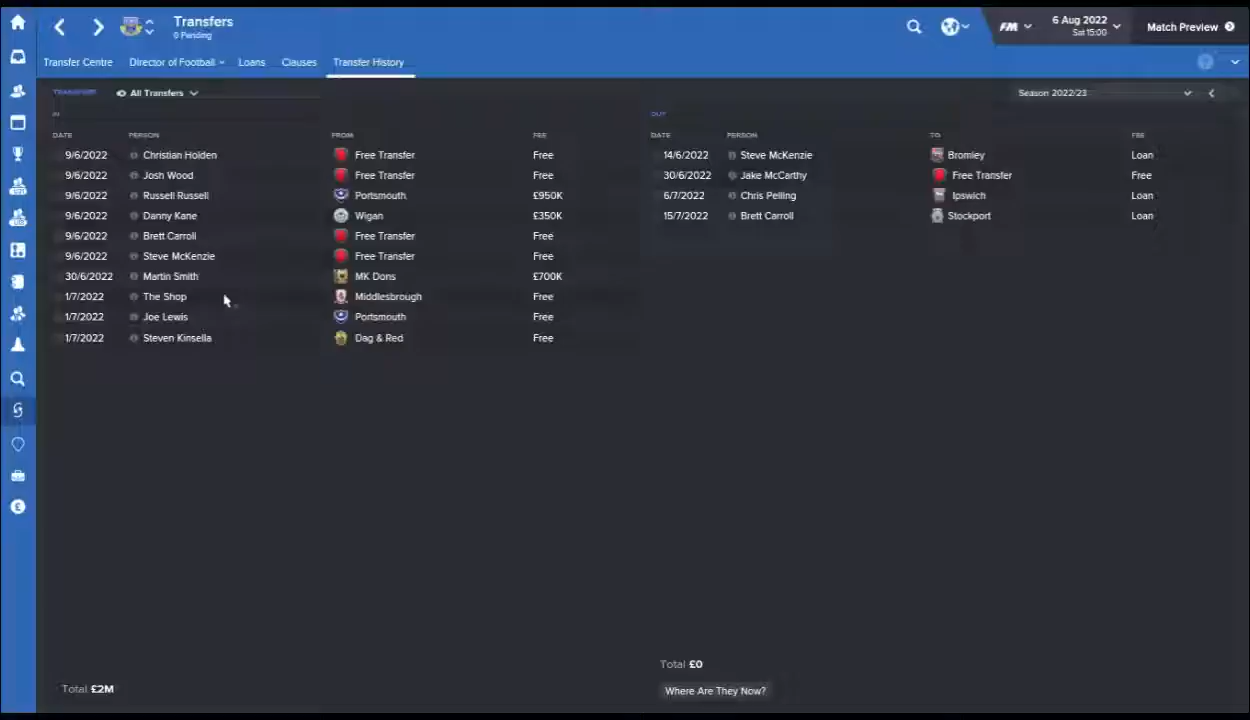 Transfers
0 Pending
FM
6 Aug 2022
Sat 15:00
Match Preview
Transfer Centre
Director of Football
Loans
Clauses
Transfer History
TRANSFERS
All Transfers
Season 2022/23
IN
DATE PERSON FROM FEE
9/6/2022 Christian Holden Free Transfer Free
9/6/2022 Josh Wood Free Transfer Free
9/6/2022 Russell Russell Portsmouth £950K
9/6/2022 Danny Kane Wigan £350K
9/6/2022 Brett Carroll Free Transfer Free
9/6/2022 Steve McKenzie Free Transfer Free
30/6/2022 Martin Smith MK Dons £700K
1/7/2022 The Shop Middlesbrough Free
1/7/2022 Joe Lewis Portsmouth Free
1/7/2022 Steven Kinsella Dag & Red Free
Total £2M
OUT
DATE PERSON TO FEE
14/6/2022 Steve McKenzie Bromley Loan
30/6/2022 Jake McCarthy Free Transfer Free
6/7/2022 Chris Pelling Ipswich Loan
15/7/2022 Brett Carroll Stockport Loan
Total £0
Where Are They Now?